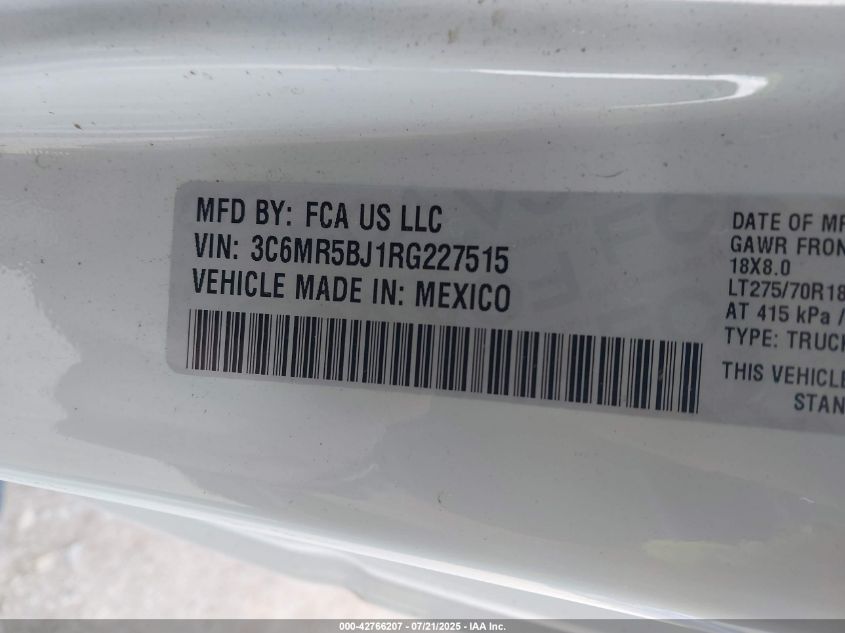 MFD BY: FCA US LLC
VIN: 3C6MR5BJ1RG227515
VEHICLE MADE IN: MEXICO
DATE OF MF
GAWR FRON
18X8.0
LT275/70R18
AT 415 kPa /
TYPE: TRUCK
THIS VEHICLE
STAN
000-42766207 - 07/21/2025 - IAA Inc.